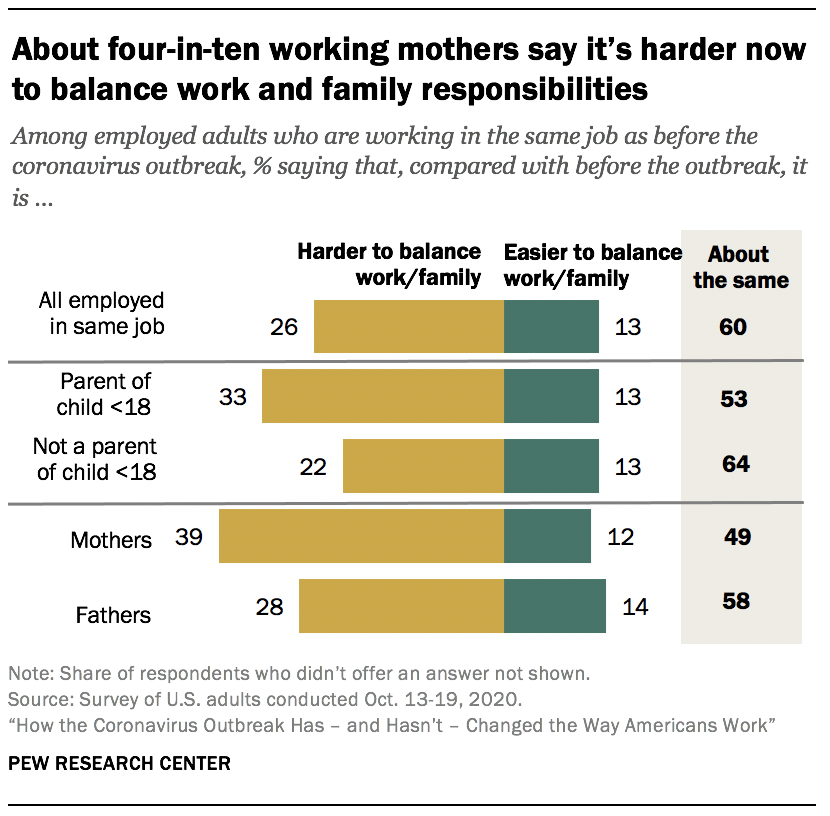 About four-in-ten working mothers say it's harder now
to balance work and family responsibilities
Among employed adults who are working in the same job as before the
coronavirus outbreak, % saying that, compared with before the outbreak, it
is ...
Harder to balance
work/family
Easier to balance
work/family
About
the same
All employed
in same job
26
13
60
Parent of
child <18
33
13
53
Not a parent
of child <18
22
13
64
Mothers
39
12
49
Fathers
28
14
58
Note: Share of respondents who didn't offer an answer not shown.
Source: Survey of U.S. adults conducted Oct. 13-19, 2020.
“How the Coronavirus Outbreak Has – and Hasn't – Changed the Way Americans Work”
PEW RESEARCH CENTER